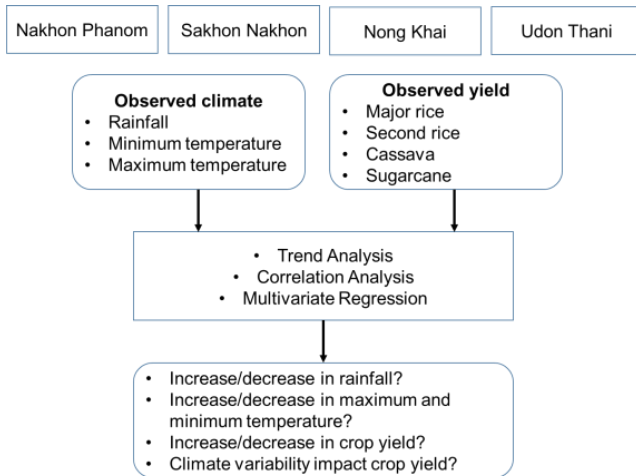 Nakhon Phanom
Sakhon Nakhon
Nong Khai
Udon Thani
Observed climate
• Rainfall
• Minimum temperature
• Maximum temperature
Observed yield
• Major rice
• Second rice
• Cassava
• Sugarcane
• Trend Analysis
• Correlation Analysis
• Multivariate Regression
• Increase/decrease in rainfall?
• Increase/decrease in maximum and
minimum temperature?
• Increase/decrease in crop yield?
• Climate variability impact crop yield?